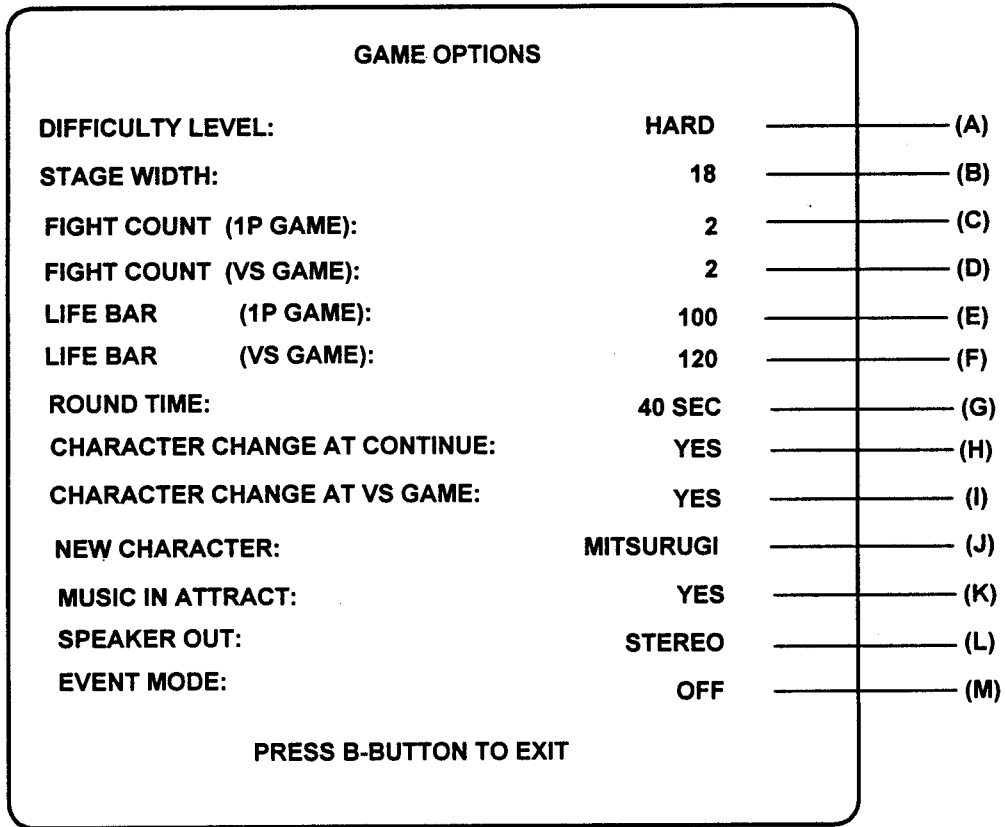 GAME OPTIONS
DIFFICULTY LEVEL: HARD (A)
STAGE WIDTH: 18 (B)
FIGHT COUNT (1P GAME): 2 (C)
FIGHT COUNT (VS GAME): 2 (D)
LIFE BAR (1P GAME): 100 (E)
LIFE BAR (VS GAME): 120 (F)
ROUND TIME: 40 SEC (G)
CHARACTER CHANGE AT CONTINUE: YES (H)
CHARACTER CHANGE AT VS GAME: YES (I)
NEW CHARACTER: MITSURUGI (J)
MUSIC IN ATTRACT: YES (K)
SPEAKER OUT: STEREO (L)
EVENT MODE: OFF (M)
PRESS B-BUTTON TO EXIT